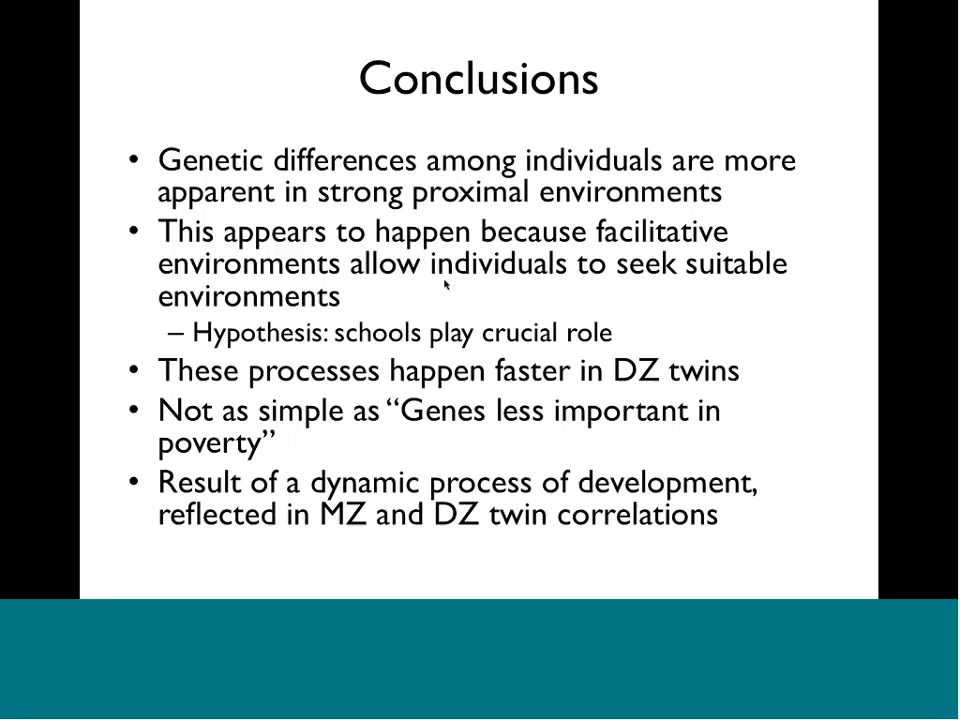 Conclusions
• Genetic differences among individuals are more
apparent in strong proximal environments
• This appears to happen because facilitative
environments allow individuals to seek suitable
environments
– Hypothesis: schools play crucial role
• These processes happen faster in DZ twins
• Not as simple as “Genes less important in
poverty”
• Result of a dynamic process of development,
reflected in MZ and DZ twin correlations